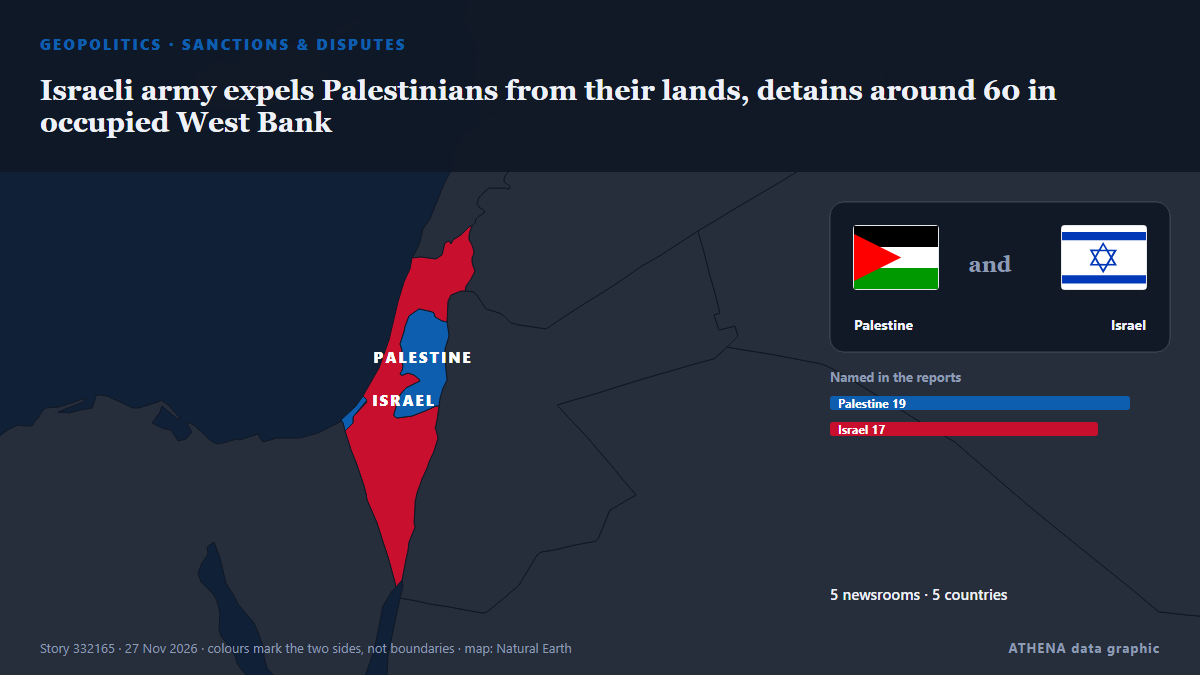 GEOPOLITICS · SANCTIONS & DISPUTES
Israeli army expels Palestinians from their lands, detains around 60 in
occupied West Bank
and
Palestine
Israel
Named in the reports
Palestine 19
Israel 17
PALESTINE
ISRAEL
5 newsrooms · 5 countries
Story 332165 · 27 Nov 2026 · colours mark the two sides, not boundaries · map: Natural Earth
ATHENA data graphic